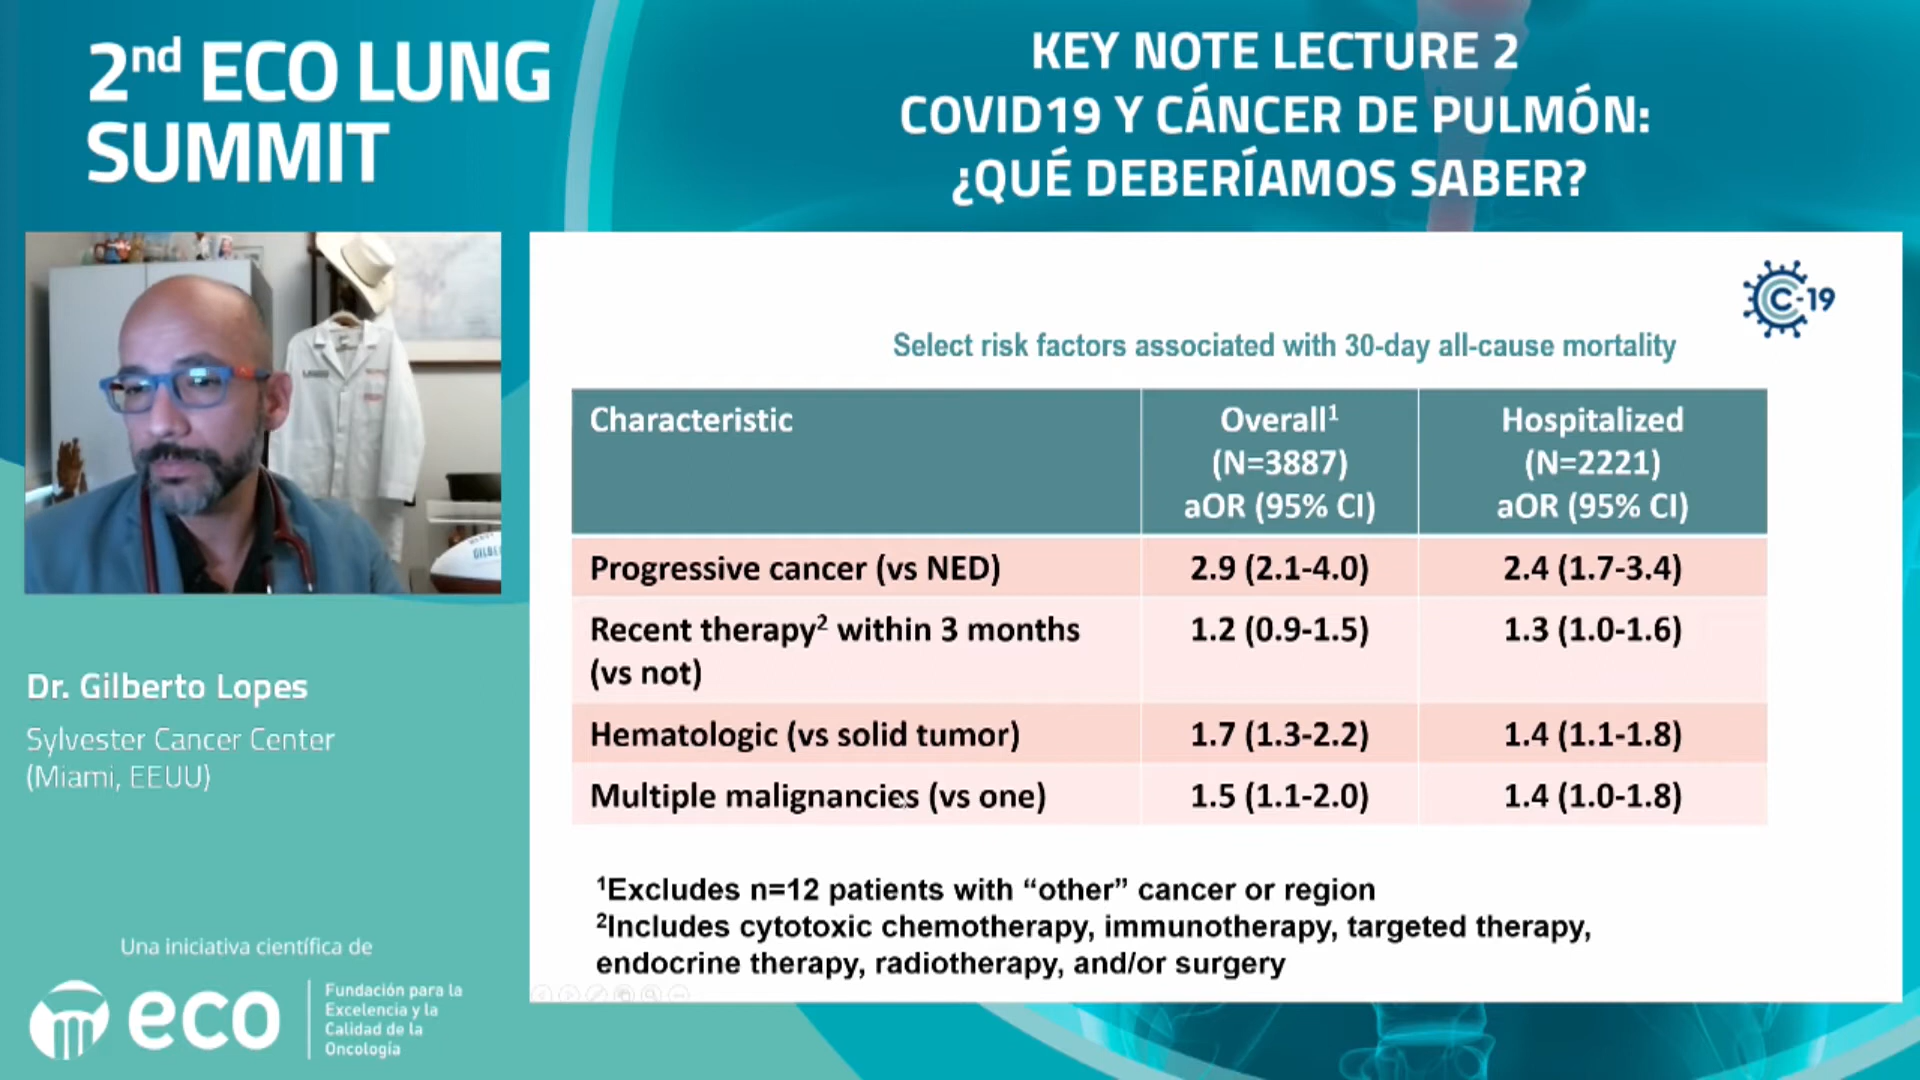 2nd ECO LUNG
SUMMIT
KEY NOTE LECTURE 2
COVID19 Y CÁNCER DE PULMÓN:
¿QUÉ DEBERÍAMOS SABER?
C-19
Select risk factors associated with 30-day all-cause mortality
Characteristic
Overall¹
(N=3887)
aOR (95% CI)
Hospitalized
(N=2221)
aOR (95% CI)
Progressive cancer (vs NED) 2.9 (2.1-4.0) 2.4 (1.7-3.4)
Recent therapy² within 3 months 1.2 (0.9-1.5) 1.3 (1.0-1.6)
(vs not)
Hematologic (vs solid tumor) 1.7 (1.3-2.2) 1.4 (1.1-1.8)
Multiple malignancies (vs one) 1.5 (1.1-2.0) 1.4 (1.0-1.8)
¹Excludes n=12 patients with “other” cancer or region
²Includes cytotoxic chemotherapy, immunotherapy, targeted therapy,
endocrine therapy, radiotherapy, and/or surgery
Dr. Gilberto Lopes
Sylvester Cancer Center
(Miami, EEUU)
Una iniciativa científica de
eco
Fundación para la
Excelencia y la
Calidad de la
Oncología